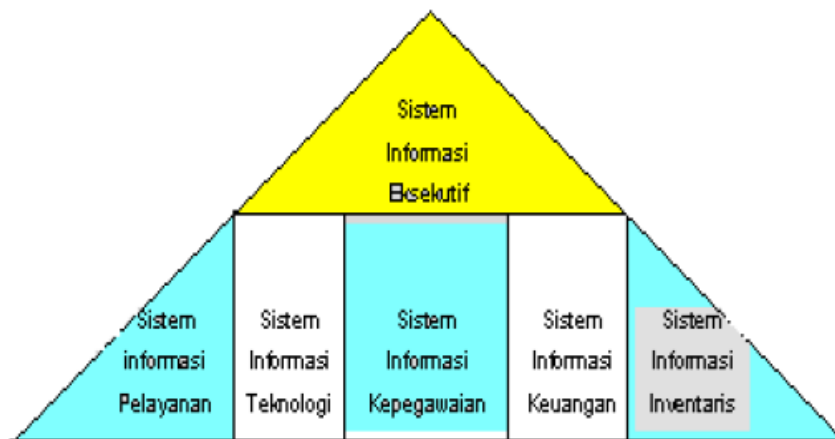 Sistem
Informasi
Eksekutif
Sistem
informasi
Pelayanan
Sistem
Informasi
Teknologi
Sistem
Informasi
Kepegawaian
Sistem
Informasi
Keuangan
Sistem
Informasi
Inventaris